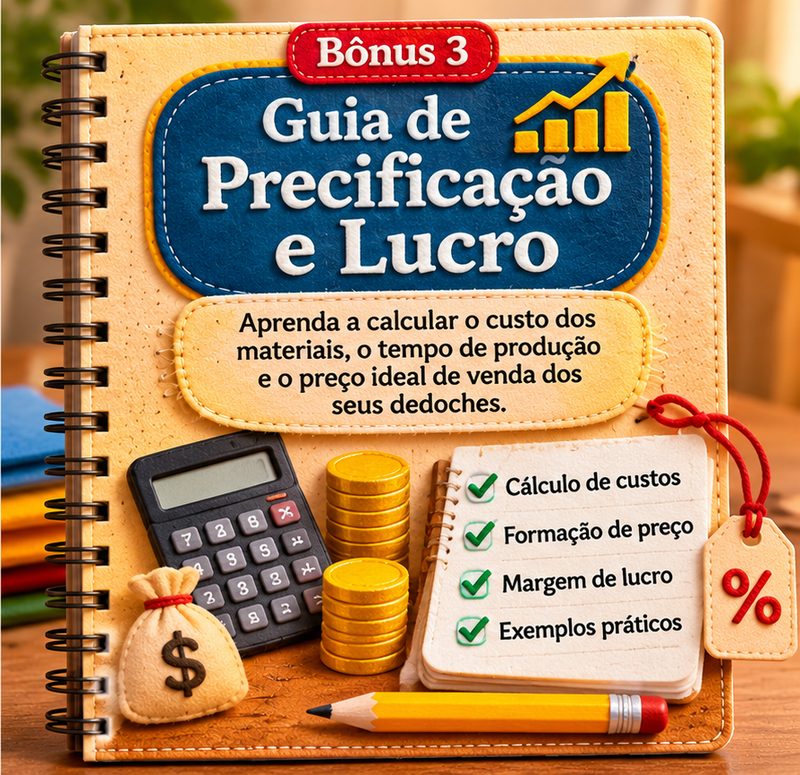 Bônus 3
Guia de
Precificação
e Lucro
Aprenda a calcular o custo dos
materiais, o tempo de produção
e o preço ideal de venda dos
seus dedoches.
Cálculo de custos
Formação de preço
Margem de lucro
Exemplos práticos
%
$